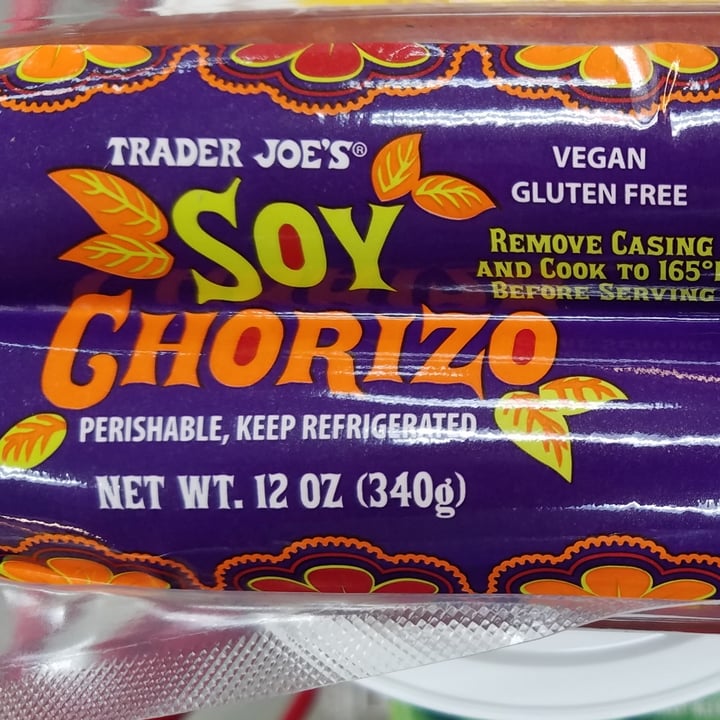 TRADER JOE'S®
SOY
CHORIZO
PERISHABLE, KEEP REFRIGERATED
NET WT. 12 OZ (340g)
VEGAN
GLUTEN FREE
REMOVE CASING
AND COOK TO 165°F
BEFORE SERVING